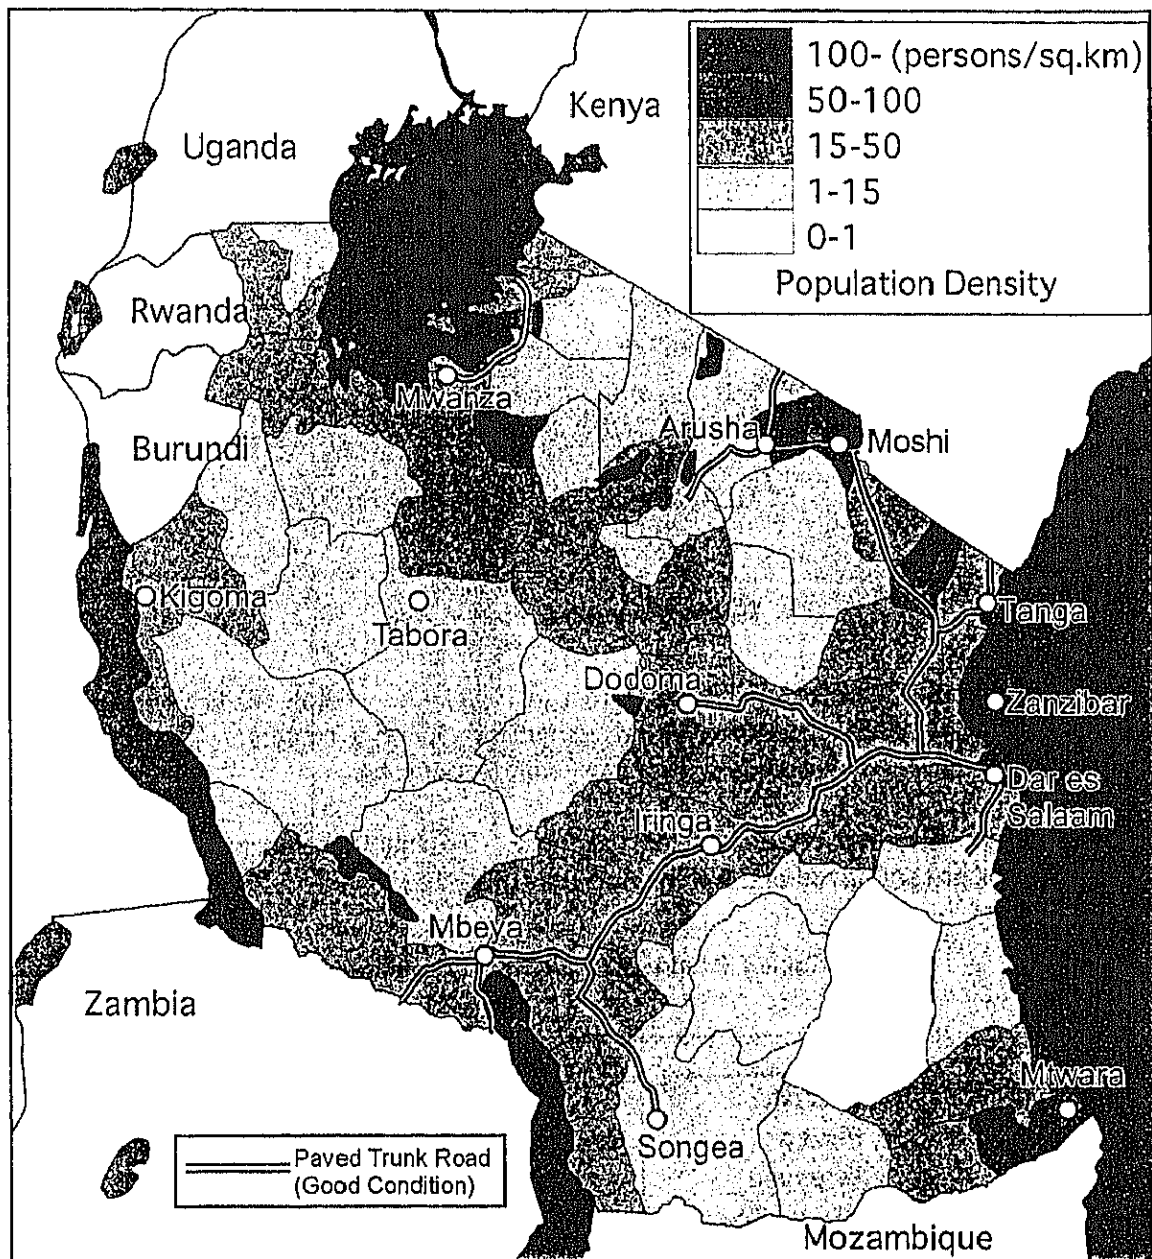 100- (persons/sq.km)
50-100
15-50
1-15
0-1
Population Density
Kenya
Uganda
Rwanda
Mwanza
Burundi
Arusha
Moshi
Kigoma
Tabora
Tanga
Dodoma
Zanzibar
Dar es
Salaam
Iringa
Mbeya
Zambia
Mtwara
Songea
Paved Trunk Road
(Good Condition)
Mozambique